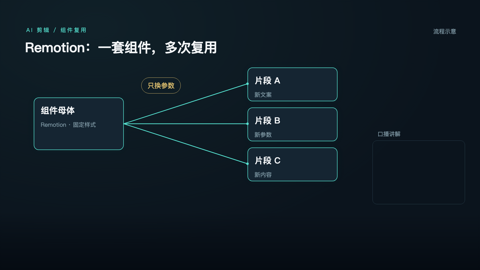 AI 剪辑 / 组件复用
流程示意
Remotion：一套组件，多次复用
只换参数
组件母体
Remotion · 固定样式
片段 A
新文案
片段 B
新参数
片段 C
新内容
口播讲解